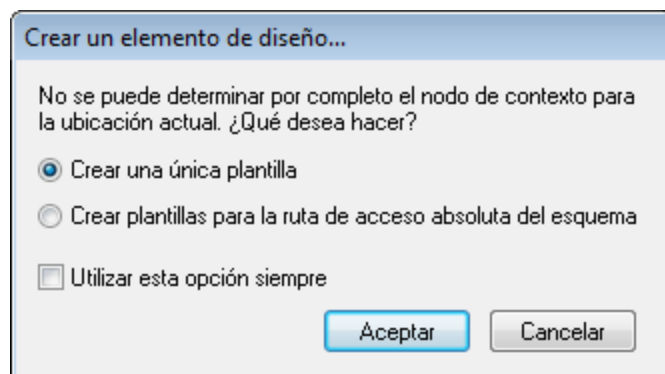 Crear un elemento de diseño...
No se puede determinar por completo el nodo de contexto para
la ubicación actual. ¿Qué desea hacer?
Crear una única plantilla
Crear plantillas para la ruta de acceso absoluta del esquema
Utilizar esta opción siempre
Aceptar Cancelar